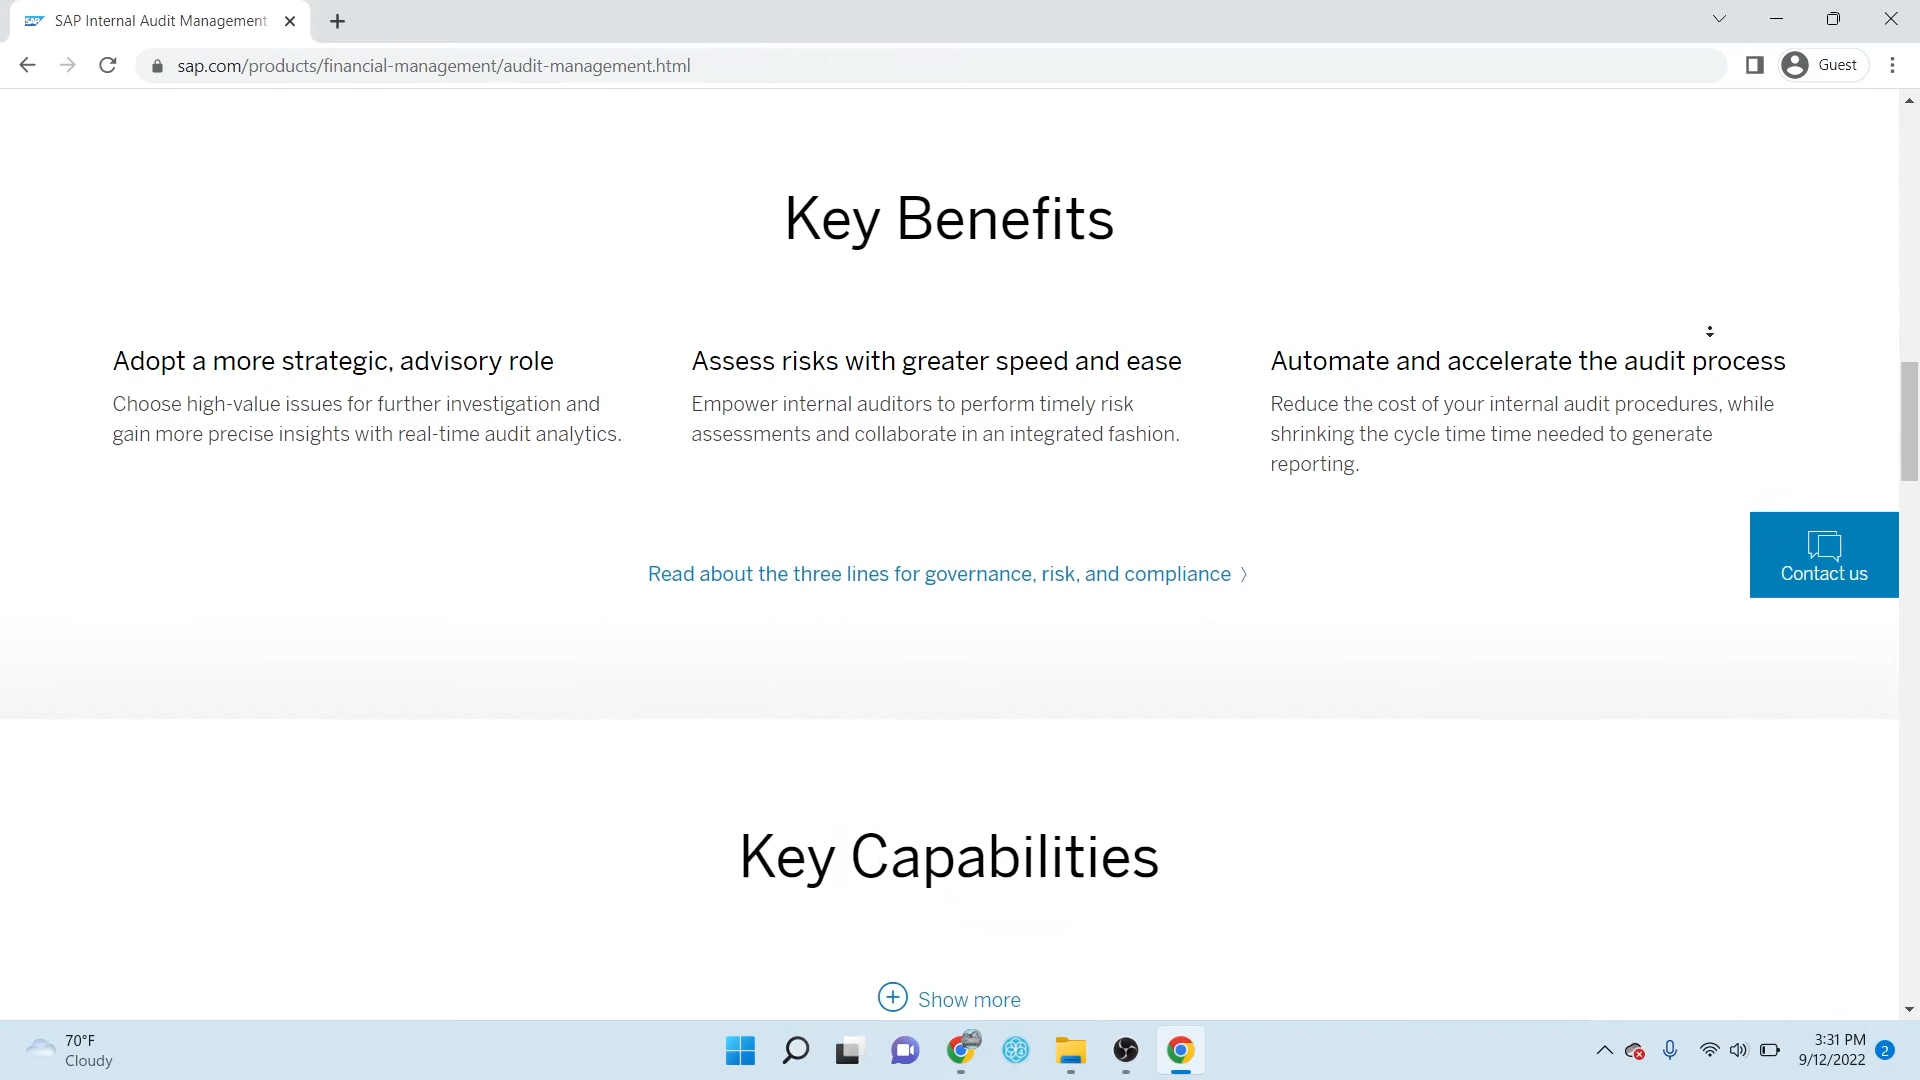 SAP SAP Internal Audit Management
sap.com/products/financial-management/audit-management.html
Guest
Key Benefits
Adopt a more strategic, advisory role
Choose high-value issues for further investigation and
gain more precise insights with real-time audit analytics.
Assess risks with greater speed and ease
Empower internal auditors to perform timely risk
assessments and collaborate in an integrated fashion.
Automate and accelerate the audit process
Reduce the cost of your internal audit procedures, while
shrinking the cycle time time needed to generate
reporting.
Read about the three lines for governance, risk, and compliance
Contact us
Key Capabilities
Show more
70°F
Cloudy
3:31 PM
9/12/2022
2